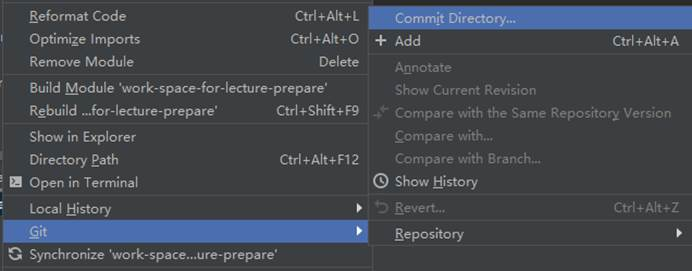 Reformat Code Ctrl+Alt+L
Optimize Imports Ctrl+Alt+O
Remove Module Delete
Build Module 'work-space-for-lecture-prepare'
Rebuild ...for-lecture-prepare' Ctrl+Shift+F9
Show in Explorer
Directory Path Ctrl+Alt+F12
Open in Terminal
Local History
Git
Synchronize 'work-space...ure-prepare'
Commit Directory...
Add Ctrl+Alt+A
Annotate
Show Current Revision
Compare with the Same Repository Version
Compare with...
Compare with Branch...
Show History
Revert... Ctrl+Alt+Z
Repository